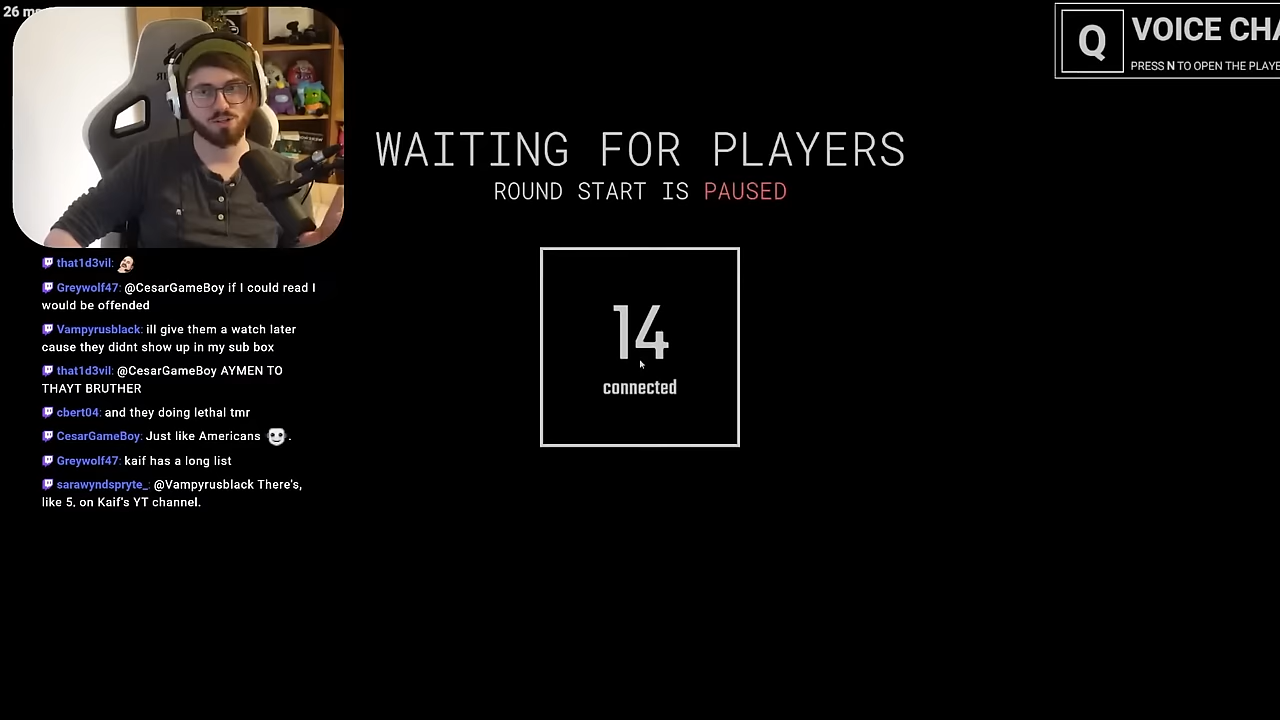 26 m
Q
VOICE CHA
PRESS N TO OPEN THE PLAYE
WAITING FOR PLAYERS
ROUND START IS PAUSED
14
connected
that1d3vil:
Greywolf47: @CesarGameBoy if I could read I
would be offended
Vampyrusblack: ill give them a watch later
cause they didnt show up in my sub box
that1d3vil: @CesarGameBoy AYMEN TO
THAYT BRUTHER
cbert04: and they doing lethal tmr
CesarGameBoy: Just like Americans .
Greywolf47: kaif has a long list
sarawyndspryte_: @Vampyrusblack There's,
like 5, on Kaif's YT channel.